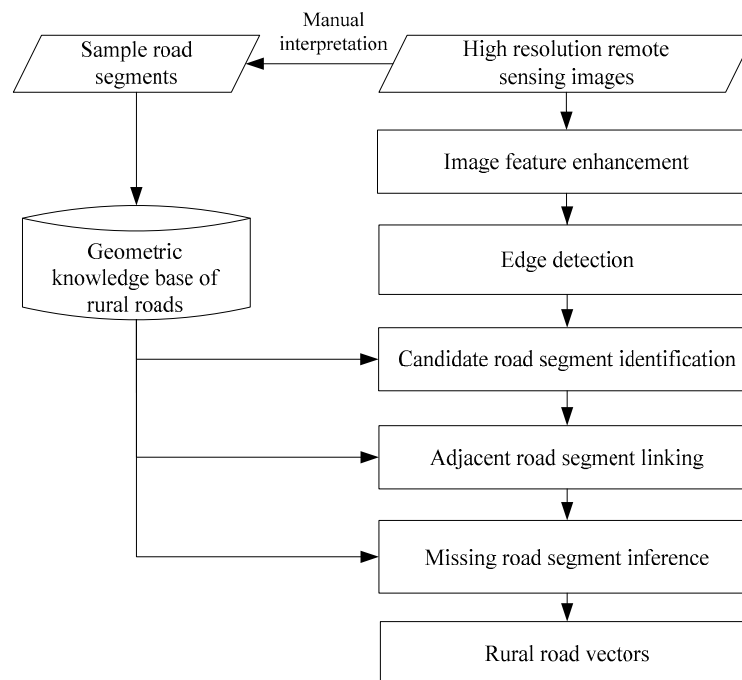 Manual
interpretation
Sample road
segments
High resolution remote
sensing images
Image feature enhancement
Geometric
knowledge base of
rural roads
Edge detection
Candidate road segment identification
Adjacent road segment linking
Missing road segment inference
Rural road vectors